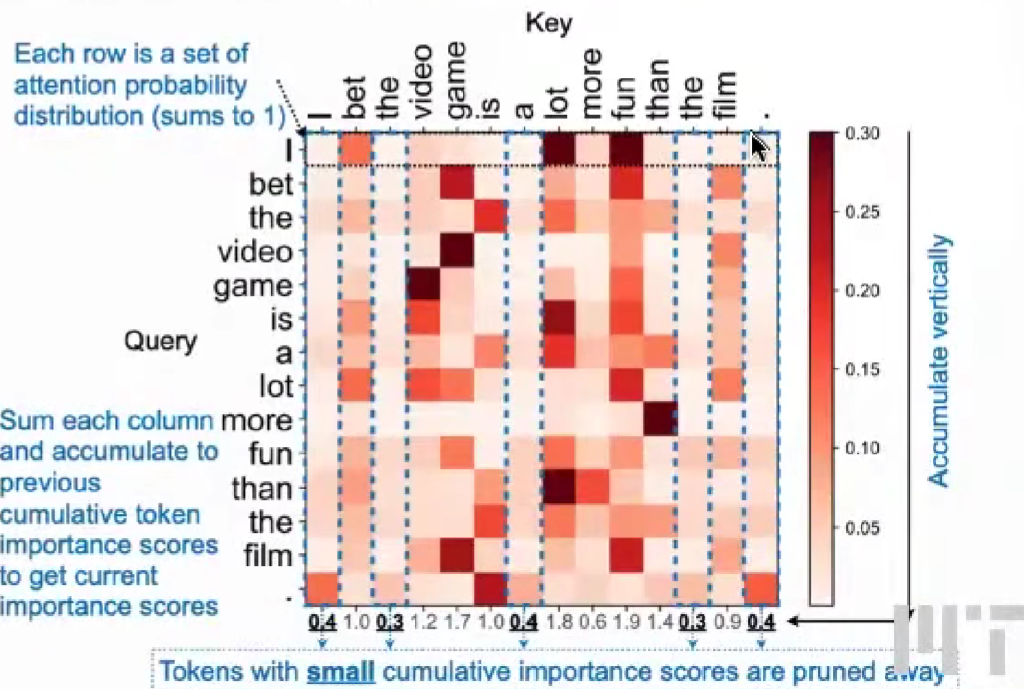 Key
Each row is a set of
attention probability
distribution (sums to 1)
I bet the video game is a lot more fun than the film .
I
bet
the
video
game
is
a
lot
more
fun
than
the
film
.
Query
Sum each column
and accumulate to
previous
cumulative token
importance scores
to get current
importance scores
0.30
0.25
0.20
0.15
0.10
0.05
Accumulate vertically
0.4 1.0 0.3 1.2 1.7 1.0 0.4 1.8 0.6 1.9 1.4 0.3 0.9 0.4
Tokens with small cumulative importance scores are pruned away
MIT